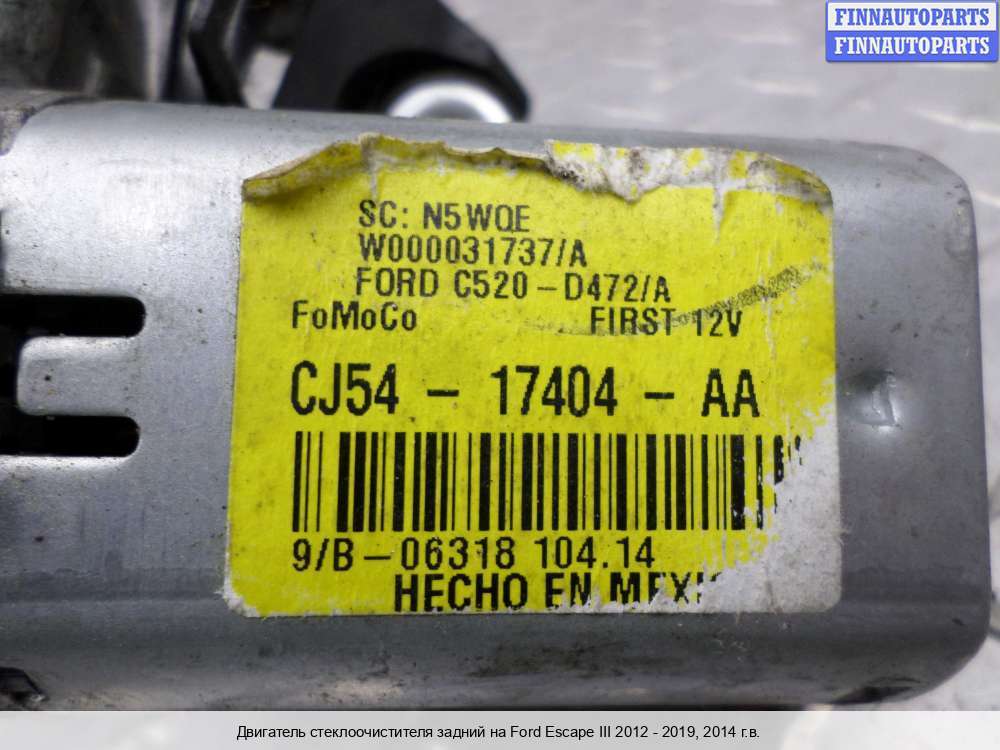 FINNAUTOPARTS
FINNAUTOPARTS
SC: N5WQE
W000031737/A
FORD C520-D472/A
FoMoCo FIRST 12V
CJ54 - 17404 - AA
9/B-06318 104.14
HECHO EN
Двигатель стеклоочистителя задний на Ford Escape III 2012 - 2019, 2014 г.в.